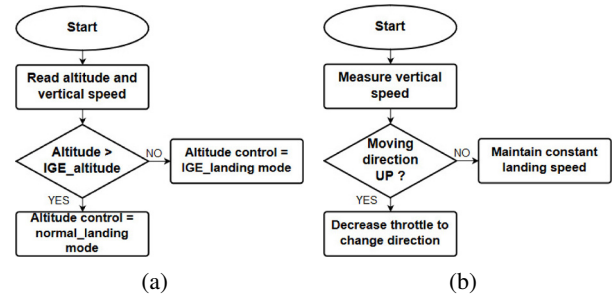 Start
Read altitude and
vertical speed
Altitude >
IGE_altitude
NO
Altitude control =
IGE_landing mode
YES
Altitude control =
normal_landing
mode
(a)
Start
Measure vertical
speed
Moving
direction
UP ?
NO
Maintain constant
landing speed
YES
Decrease throttle to
change direction
(b)